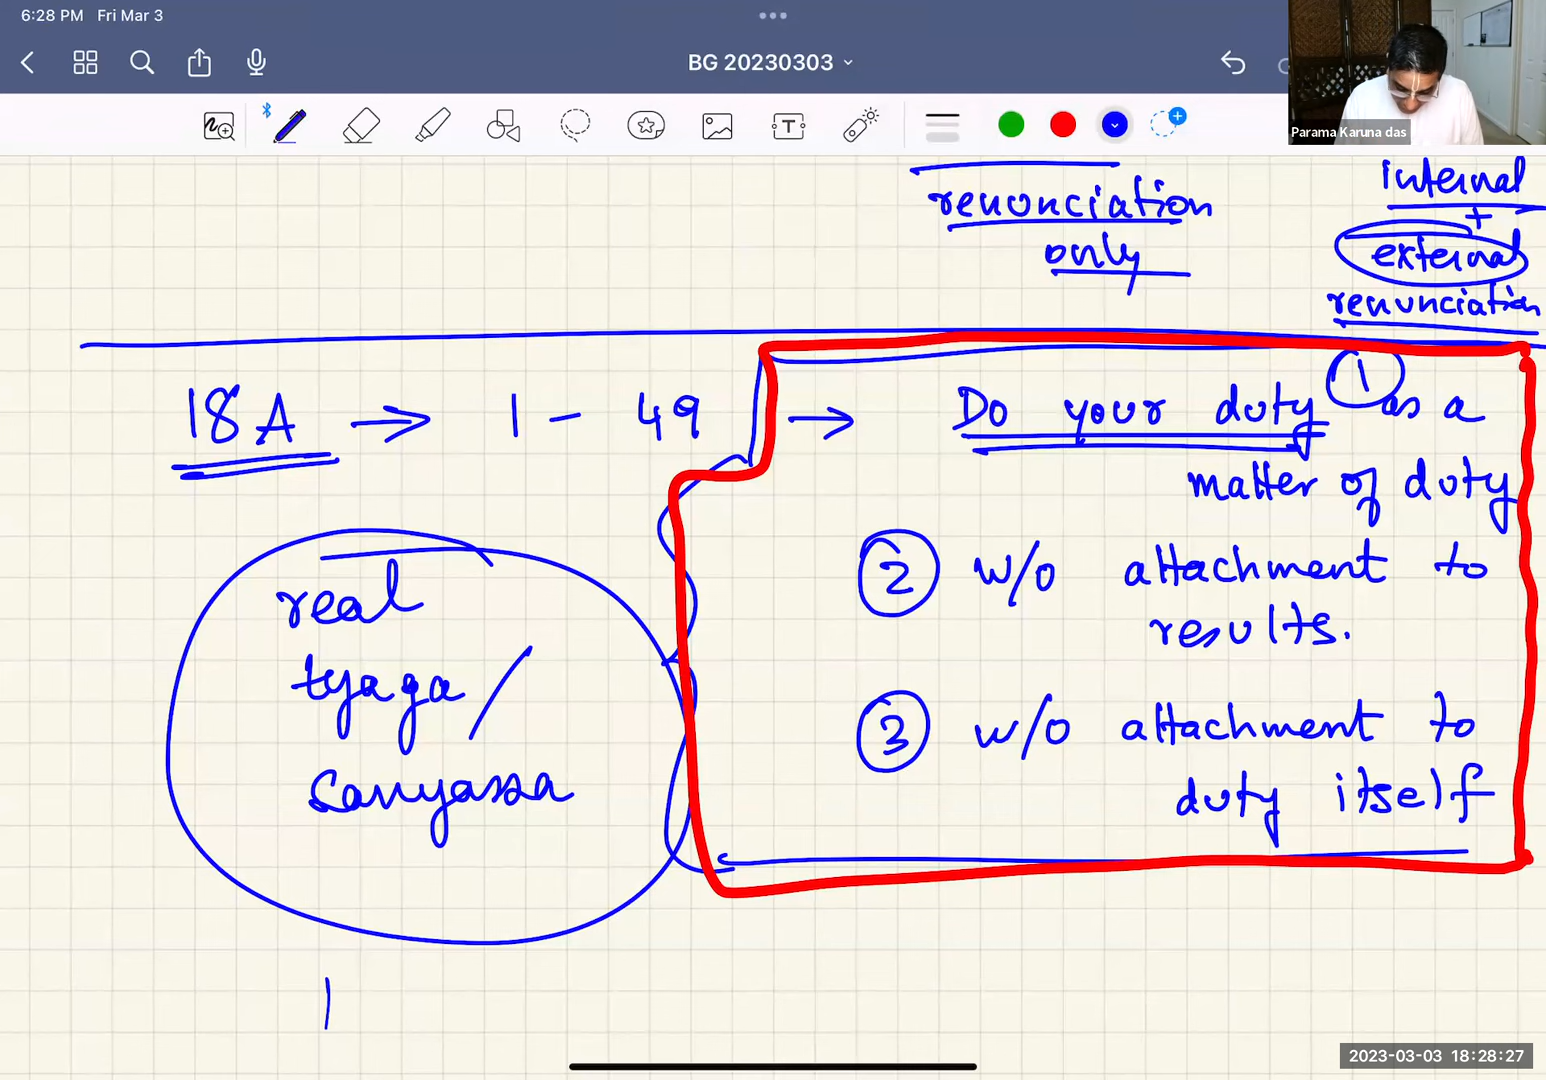 6:28 PM Fri Mar 3
BG 20230303
Parama Karuna das
renunciation
only
internal
+
external
renunciation
18A → 1 - 49 → Do your duty ① as a
matter of duty
② w/o attachment to
results.
③ w/o attachment to
duty itself
real
tyaga/
Sanyassa
2023-03-03 18:28:27